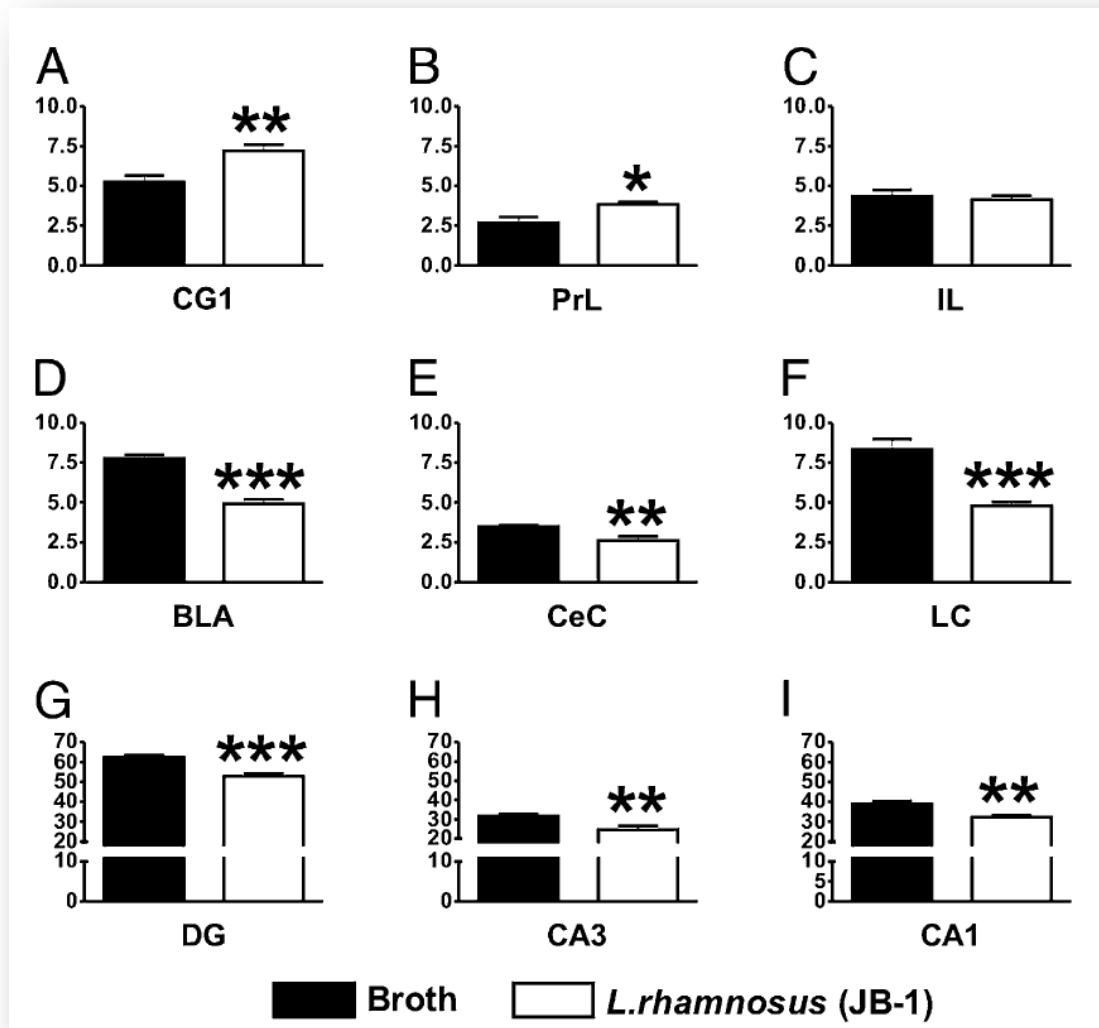 A B C
10.0 10.0 10.0
** 
7.5 7.5 7.5
*
5.0 5.0 5.0
2.5 2.5 2.5
0.0 0.0 0.0
CG1 PrL IL
D E F
10.0 10.0 10.0
7.5 7.5 7.5
*** ***
5.0 5.0 5.0
**
2.5 2.5 2.5
0.0 0.0 0.0
BLA CeC LC
G H I
70 70 70
***
60 60 60
50 50 50
** **
40 40 40
30 30 30
20 20 20
10 10 10
5
0 0 0
DG CA3 CA1
Broth L.rhamnosus (JB-1)